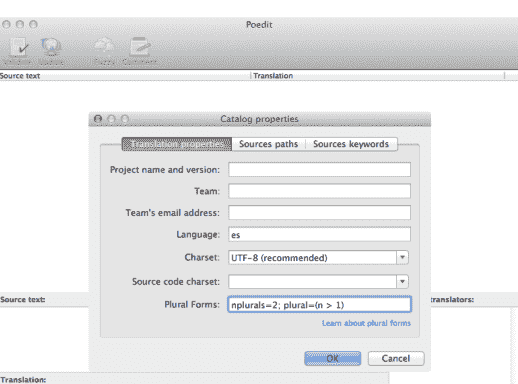 Poedit
Validate Update Fuzzy Comment
Source text Translation
Catalog properties
Translation properties Sources paths Sources keywords
Project name and version:
Team:
Team's email address:
Language: es
Charset: UTF-8 (recommended)
Source code charset:
Plural Forms: nplurals=2; plural=(n > 1)
Learn about plural forms
Source text: translators:
OK Cancel
Translation: